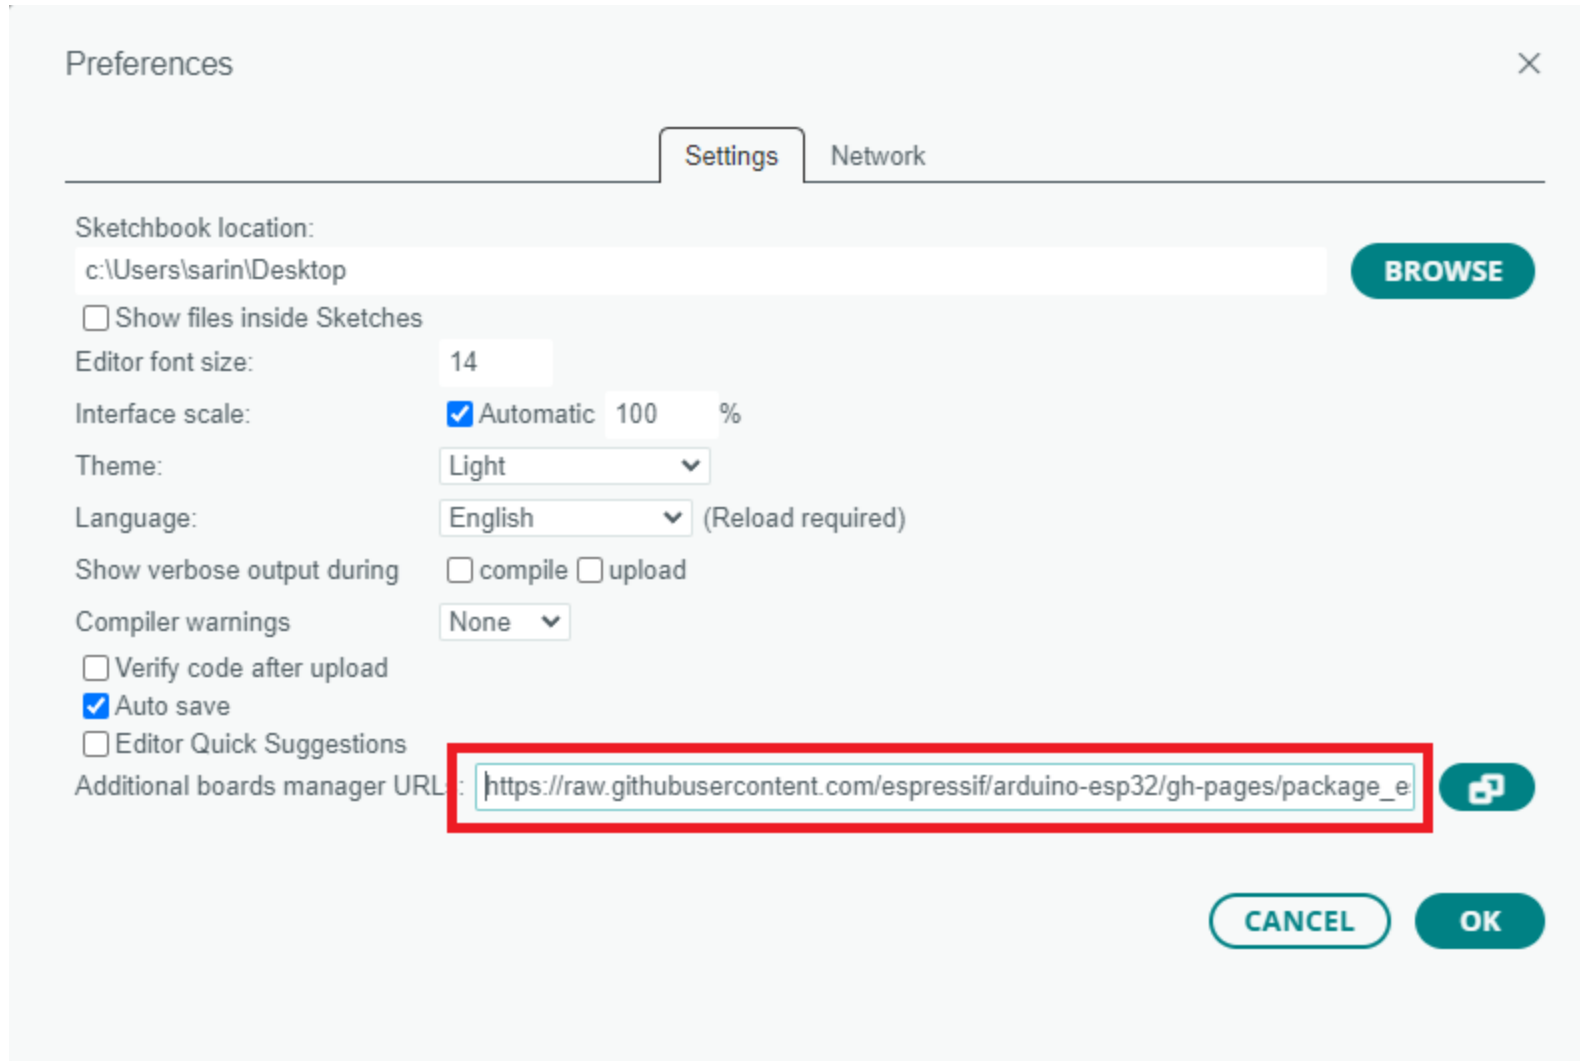 Preferences
Settings Network
Sketchbook location:
c:\Users\sarin\Desktop BROWSE
Show files inside Sketches
Editor font size: 14
Interface scale: Automatic 100 %
Theme: Light
Language: English (Reload required)
Show verbose output during compile upload
Compiler warnings None
Verify code after upload
Auto save
Editor Quick Suggestions
Additional boards manager URLs: https://raw.githubusercontent.com/espressif/arduino-esp32/gh-pages/package_e
CANCEL OK